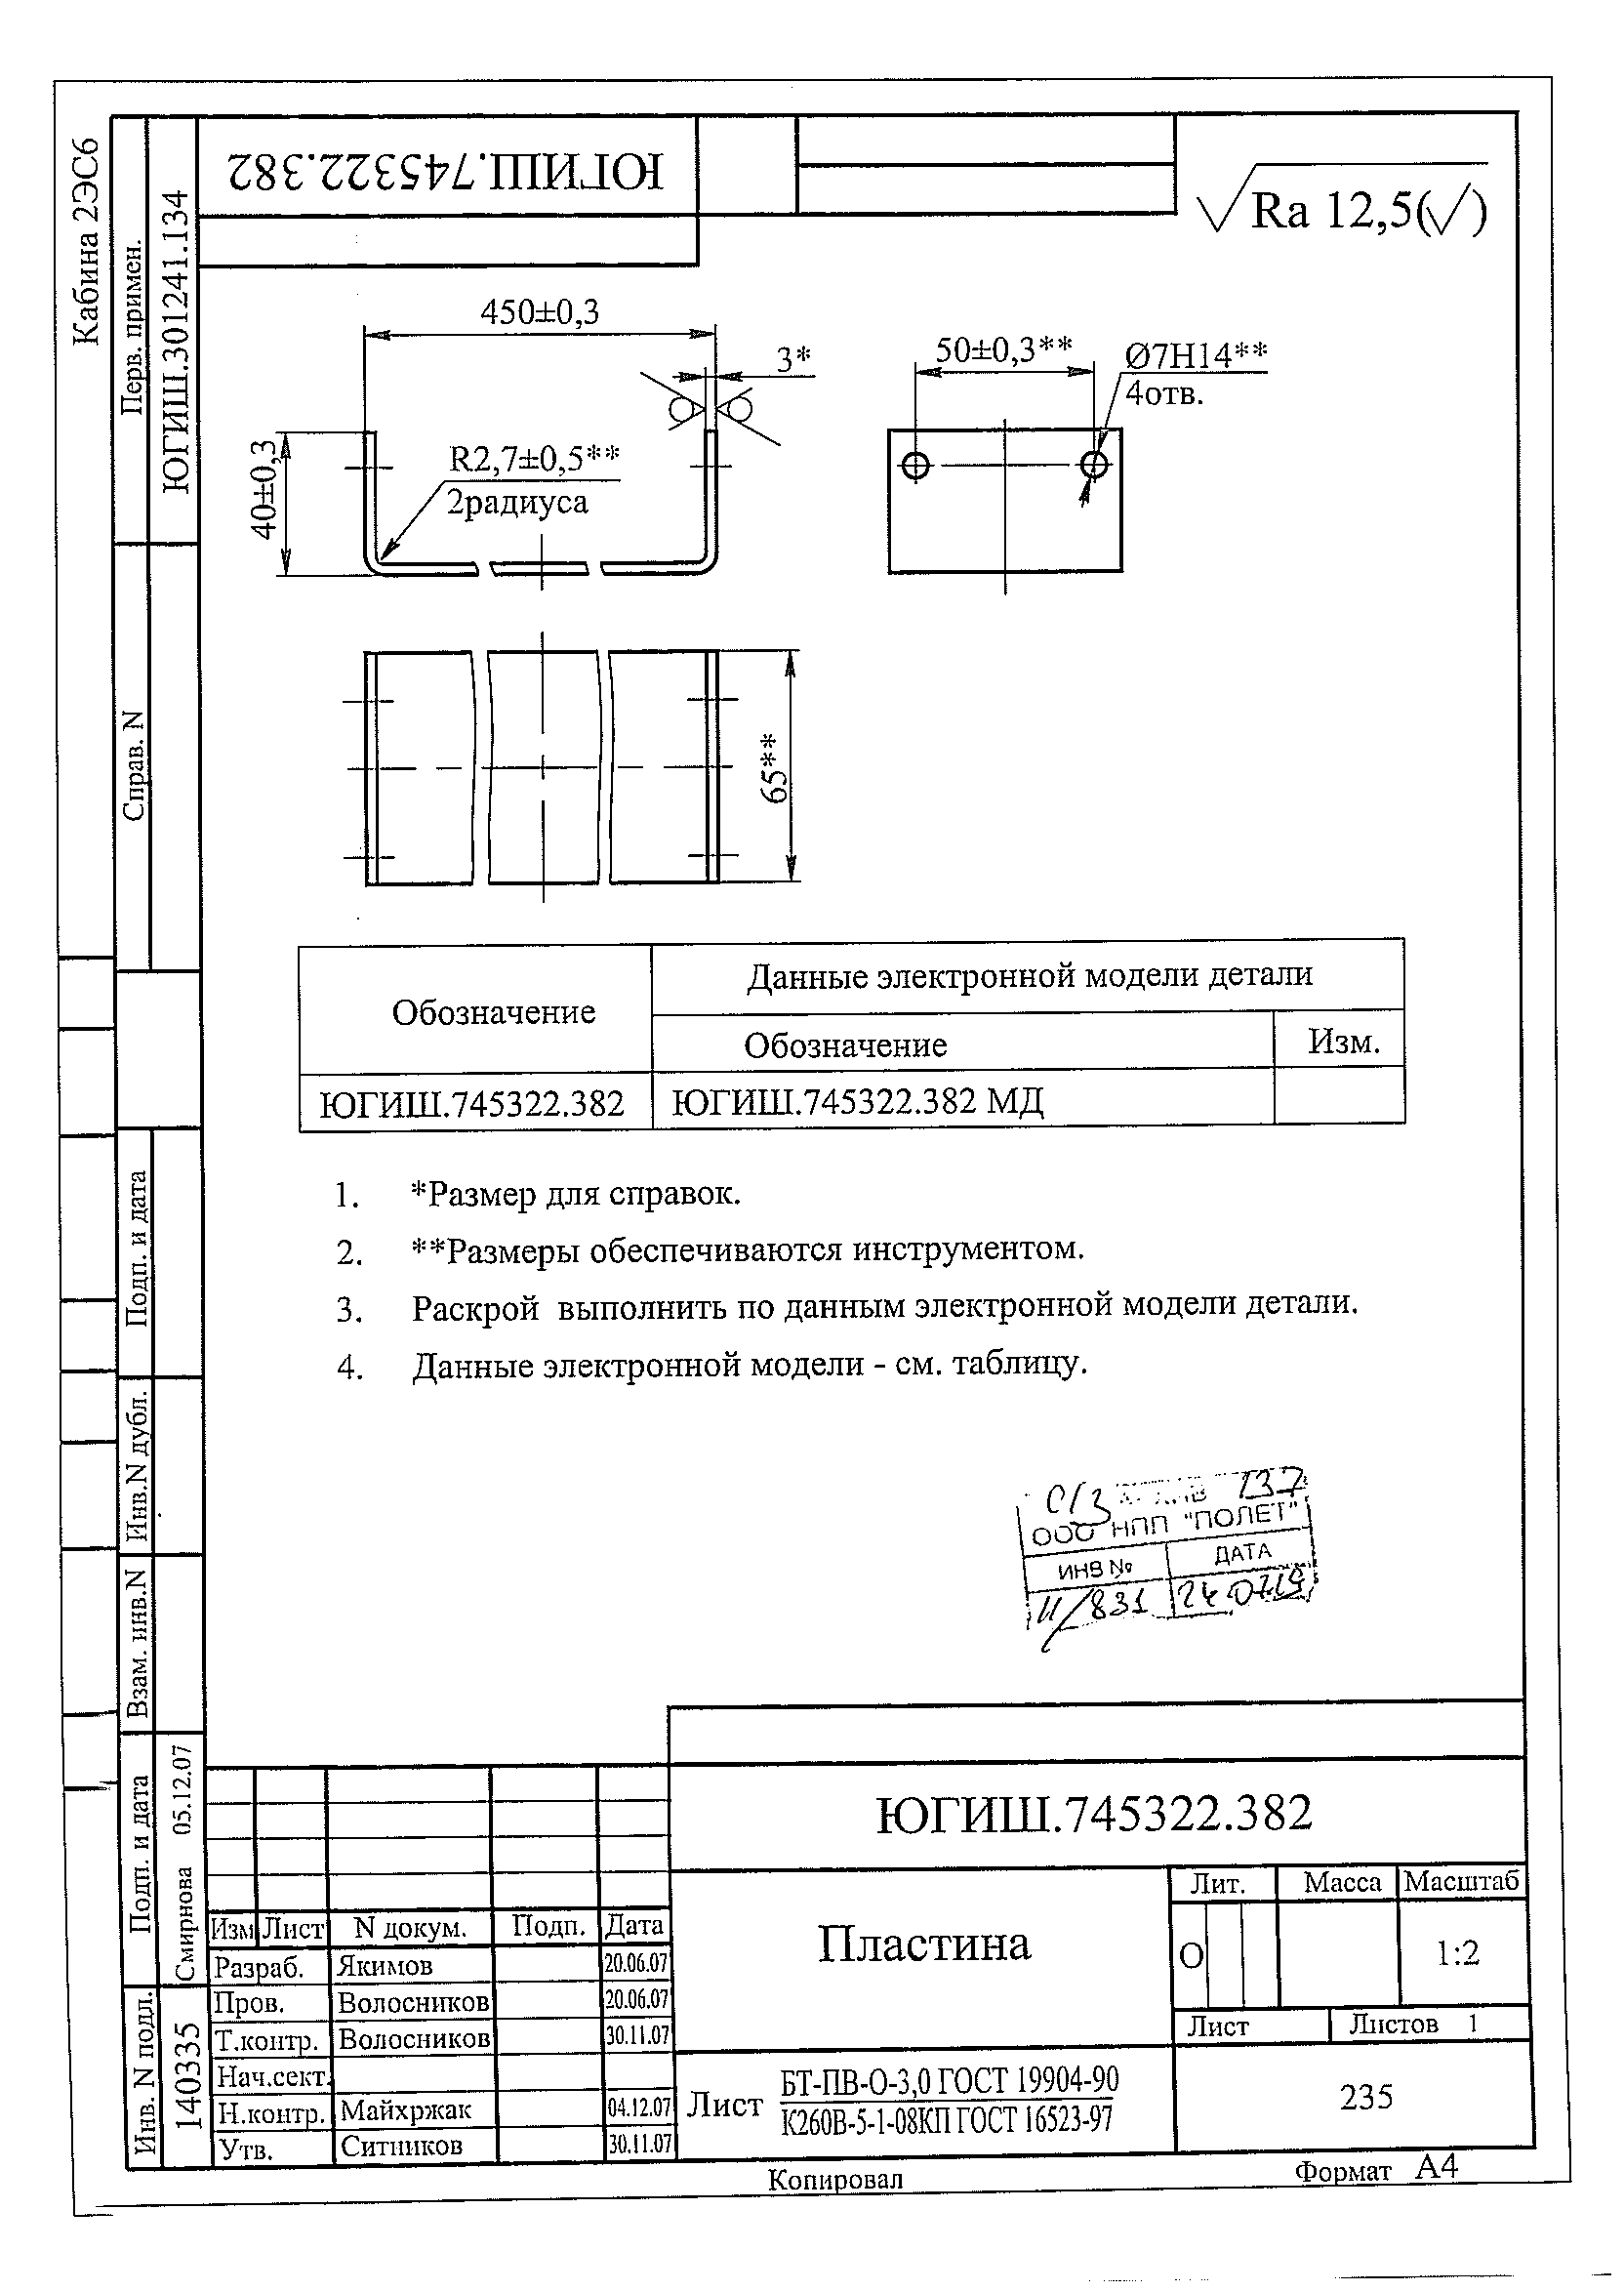 Кабина 2ЭС6
Перв. примен.
ЮГИШ.301241.134
Справ. N
Подп. и дата
Инв.N дубл.
Взам. инв.N
Подп. и дата
Смирнова 05.12.07
Инв. N подл.
140335
ЮГИШ.745322.382
Ra 12,5(√)
450±0,3
3*
40±0,3
R2,7±0,5**
2радиуса
50±0,3**
Ø7H14**
4отв.
65**
Обозначение
Данные электронной модели детали
Обозначение
Изм.
ЮГИШ.745322.382
ЮГИШ.745322.382 МД
1. *Размер для справок.
2. **Размеры обеспечиваются инструментом.
3. Раскрой выполнить по данным электронной модели детали.
4. Данные электронной модели - см. таблицу.
137
ООО НПП "ПОЛЕТ"
ИНВ № ДАТА
11/831 24.07.19
ЮГИШ.745322.382
Изм Лист N докум. Подп. Дата
Разраб. Якимов 20.06.07
Пров. Волосников 20.06.07
Т.контр. Волосников 30.11.07
Нач.сект.
Н.контр. Майхржак 04.12.07
Утв. Ситников 30.11.07
Пластина
Лит. Масса Масштаб
О 1:2
Лист Листов 1
Лист БТ-ПВ-О-3,0 ГОСТ 19904-90
К260В-5-1-08КП ГОСТ 16523-97
235
Копировал
Формат А4